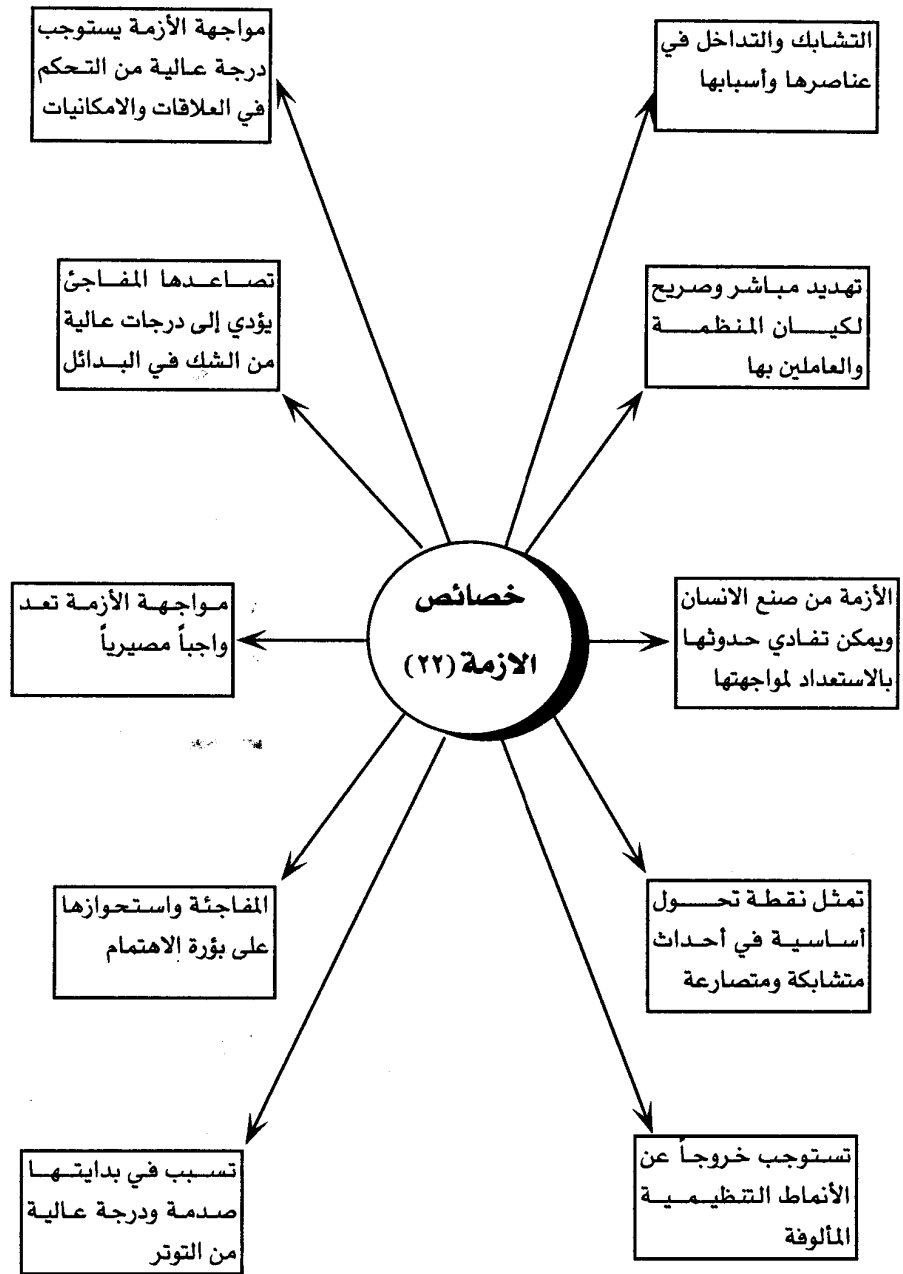 التشابك والتداخل في
عناصرها وأسبابها
مواجهة الأزمة يستوجب
درجة عالية من التحكم
في العلاقات والامكانيات
تهديد مباشر وصريح
لكيان المنظمة
والعاملين بها
تصاعدها المفاجئ
يؤدي إلى درجات عالية
من الشك في البدائل
خصائص
الازمة (٢٢)
الأزمة من صنع الانسان
ويمكن تفادي حدوثها
بالاستعداد لمواجهتها
مواجهة الأزمة تعد
واجباً مصيرياً
تمثل نقطة تحول
أساسية في أحداث
متشابكة ومتصارعة
المفاجئة واستحوازها
على بؤرة الاهتمام
تستوجب خروجاً عن
الأنماط التنظيمية
المألوفة
تسبب في بدايتها
صدمة ودرجة عالية
من التوتر